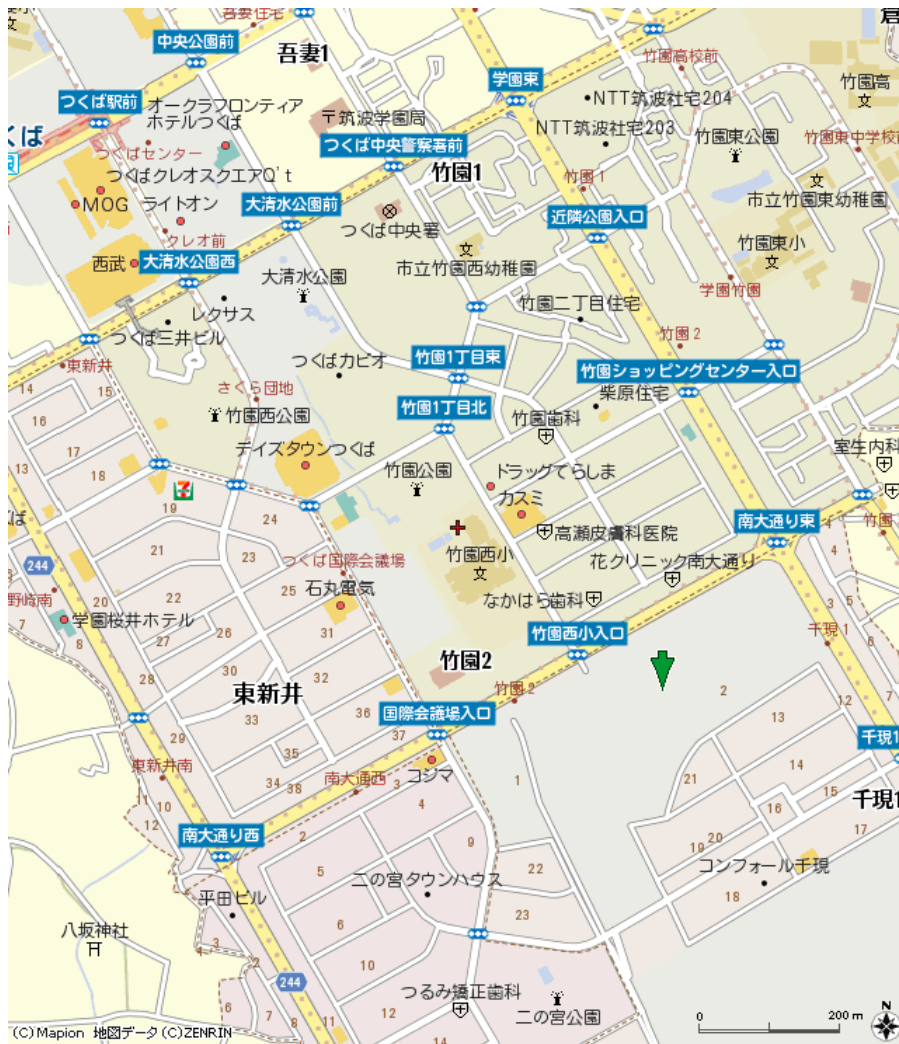 吾妻住宅
中央公園前
吾妻1
竹園高校前
学園東
竹園高
つくば駅前
オークラフロンティア
ホテルつくば
NTT筑波社宅204
〒筑波学園局
NTT筑波社宅203
竹園東公園
竹園東中学校前
つくば中央警察署前
つくばセンター
つくばクレオスクエアQ't
竹園1
竹園1
市立竹園東幼稚園
MOG
ライトオン
大清水公園前
近隣公園入口
つくば中央署
クレオ前
竹園東小
西武
大清水公園西
市立竹園西幼稚園
大清水公園
学園竹園
レクサス
竹園二丁目住宅
つくば三井ビル
竹園2
東新井
つくばカピオ
竹園1丁目東
竹園ショッピングセンター入口
14
15
さくら団地
柴原住宅
16
竹園西公園
竹園1丁目北
竹園歯科
17
デイズタウンつくば
室生内科
13
18
竹園公園
ドラッグてらしま
カスミ
19
24
南大通り東
4
竹園
21
23
竹園西小
高瀬皮膚科医院
つくば国際会議場
花クリニック南大通り
244
22
25
石丸電気
なかはら歯科
野崎南
20
学園桜井ホテル
7
8
26
31
竹園西小入口
千現1
3
5
6
27
竹園2
28
30
32
東新井
竹園2
2
12
7
33
36
国際会議場入口
13
29
37
千現1
35
コジマ
14
東新井南
34
38
南大通西
3
1
21
15
千現1
11
10
4
16
12
南大通り西
2
9
20
17
19
5
22
コンフォール千現
18
平田ビル
二の宮タウンハウス
23
八坂神社
6
3
4
2
10
244
つるみ矯正歯科
11
6
7
8
11
12
二の宮公園
14
0
200 m
N
(C)Mapion 地図データ(C)ZENRIN